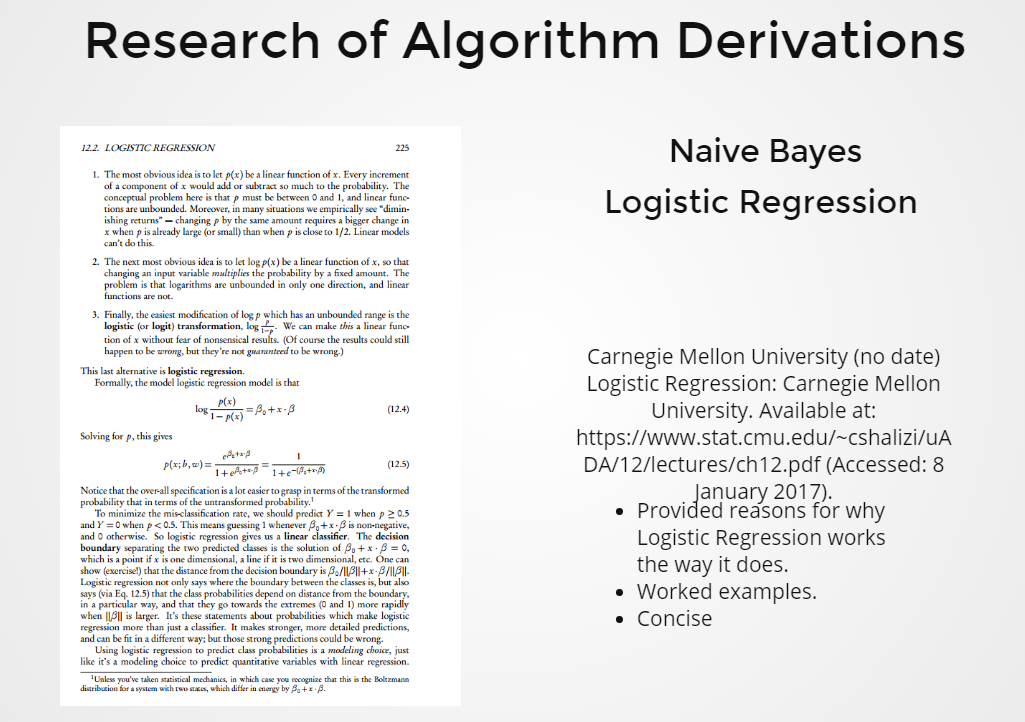 Research of Algorithm Derivations
12.2. LOGISTIC REGRESSION 225
1. The most obvious idea is to let p(x) be a linear function of x. Every increment
of a component of x would add or subtract so much to the probability. The
conceptual problem here is that p must be between 0 and 1, and linear func-
tions are unbounded. Moreover, in many situations we empirically see "dimin-
ishing returns" — changing p by the same amount requires a bigger change in
x when p is already large (or small) than when p is close to 1/2. Linear models
can't do this.
2. The next most obvious idea is to let log p(x) be a linear function of x, so that
changing an input variable multiplies the probability by a fixed amount. The
problem is that logarithms are unbounded in only one direction, and linear
functions are not.
3. Finally, the easiest modification of log p which has an unbounded range is the
logistic (or logit) transformation, log p/1−p. We can make this a linear func-
tion of x without fear of nonsensical results. (Of course the results could still
happen to be wrong, but they're not guaranteed to be wrong.)
This last alternative is logistic regression.
Formally, the model logistic regression model is that
log p(x)/1 − p(x) = β₀ + x · β (12.4)
Solving for p, this gives
p(x; b, w) = e^β₀+x·β/1 + e^β₀+x·β = 1/1 + e^−(β₀+x·β) (12.5)
Notice that the over-all specification is a lot easier to grasp in terms of the transformed
probability that in terms of the untransformed probability.¹
To minimize the mis-classification rate, we should predict Y = 1 when p ≥ 0.5
and Y = 0 when p < 0.5. This means guessing 1 whenever β₀ + x · β is non-negative,
and 0 otherwise. So logistic regression gives us a linear classifier. The decision
boundary separating the two predicted classes is the solution of β₀ + x · β = 0,
which is a point if x is one dimensional, a line if it is two dimensional, etc. One can
show (exercise!) that the distance from the decision boundary is β₀/||β||+x·β/||β||.
Logistic regression not only says where the boundary between the classes is, but also
says (via Eq. 12.5) that the class probabilities depend on distance from the boundary,
in a particular way, and that they go towards the extremes (0 and 1) more rapidly
when ||β|| is larger. It's these statements about probabilities which make logistic
regression more than just a classifier. It makes stronger, more detailed predictions,
and can be fit in a different way; but those strong predictions could be wrong.
Using logistic regression to predict class probabilities is a modeling choice, just
like it's a modeling choice to predict quantitative variables with linear regression.
¹Unless you've taken statistical mechanics, in which case you recognize that this is the Boltzmann
distribution for a system with two states, which differ in energy by β₀ + x · β.
Naive Bayes
Logistic Regression
Carnegie Mellon University (no date)
Logistic Regression: Carnegie Mellon
University. Available at:
https://www.stat.cmu.edu/~cshalizi/uA
DA/12/lectures/ch12.pdf (Accessed: 8
January 2017).
• Provided reasons for why
Logistic Regression works
the way it does.
• Worked examples.
• Concise